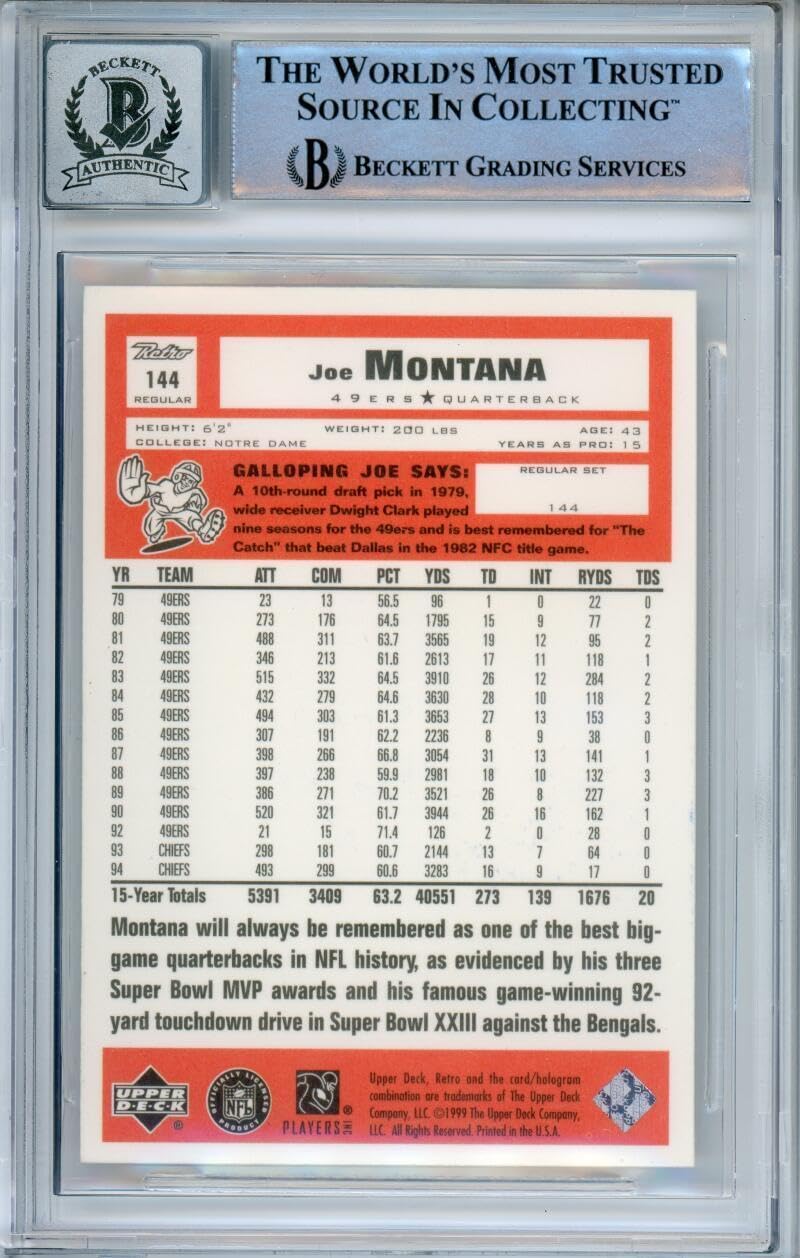 BECKETT
B
AUTHENTIC
THE WORLD'S MOST TRUSTED
SOURCE IN COLLECTING™
B BECKETT GRADING SERVICES
Retro
144
REGULAR
Joe MONTANA
49ERS★QUARTERBACK
HEIGHT: 6'2" WEIGHT: 200 LBS AGE: 43
COLLEGE: NOTRE DAME YEARS AS PRO: 15
GALLOPING JOE SAYS:
A 10th-round draft pick in 1979,
wide receiver Dwight Clark played
nine seasons for the 49ers and is best remembered for "The
Catch" that beat Dallas in the 1982 NFC title game.
REGULAR SET
144
YR TEAM ATT COM PCT YDS TD INT RYDS TDS
79 49ERS 23 13 56.5 96 1 0 22 0
80 49ERS 273 176 64.5 1795 15 9 77 2
81 49ERS 488 311 63.7 3565 19 12 95 2
82 49ERS 346 213 61.6 2613 17 11 118 1
83 49ERS 515 332 64.5 3910 26 12 284 2
84 49ERS 432 279 64.6 3630 28 10 118 2
85 49ERS 494 303 61.3 3653 27 13 153 3
86 49ERS 307 191 62.2 2236 8 9 38 0
87 49ERS 398 266 66.8 3054 31 13 141 1
88 49ERS 397 238 59.9 2981 18 10 132 3
89 49ERS 386 271 70.2 3521 26 8 227 3
90 49ERS 520 321 61.7 3944 26 16 162 1
92 49ERS 21 15 71.4 126 2 0 28 0
93 CHIEFS 298 181 60.7 2144 13 7 64 0
94 CHIEFS 493 299 60.6 3283 16 9 17 0
15-Year Totals 5391 3409 63.2 40551 273 139 1676 20
Montana will always be remembered as one of the best big-
game quarterbacks in NFL history, as evidenced by his three
Super Bowl MVP awards and his famous game-winning 92-
yard touchdown drive in Super Bowl XXIII against the Bengals.
UPPER
D·E·C·K
®
OFFICIALLY LICENSED
NFL
PRODUCT
®
PLAYERS INC
Upper Deck, Retro and the card/hologram
combination are trademarks of The Upper Deck
Company, LLC. ©1999 The Upper Deck Company,
LLC. All Rights Reserved. Printed in the U.S.A.